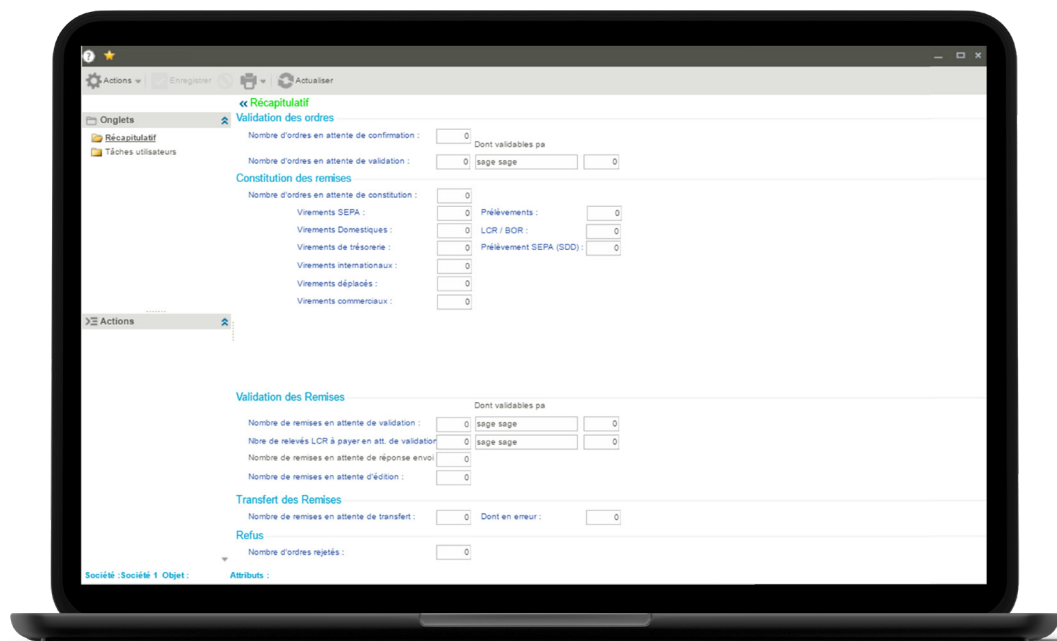 ?
Actions Enregistrer Actualiser
« Récapitulatif
Onglets
Récapitulatif
Tâches utilisateurs
Validation des ordres
Nombre d'ordres en attente de confirmation : 0
Dont validables pa
Nombre d'ordres en attente de validation : 0 sage sage 0
Constitution des remises
Nombre d'ordres en attente de constitution : 0
Virements SEPA : 0 Prélèvements : 0
Virements Domestiques : 0 LCR / BOR : 0
Virements de trésorerie : 0 Prélèvement SEPA (SDD) : 0
Virements internationaux : 0
Virements déplacés : 0
Virements commerciaux : 0
Actions
Validation des Remises
Dont validables pa
Nombre de remises en attente de validation : 0 sage sage 0
Nbre de relevés LCR à payer en att. de validation 0 sage sage 0
Nombre de remises en attente de réponse envoi 0
Nombre de remises en attente d'édition : 0
Transfert des Remises
Nombre de remises en attente de transfert : 0 Dont en erreur : 0
Refus
Nombre d'ordres rejetés : 0
Société :Société 1 Objet : Attributs :